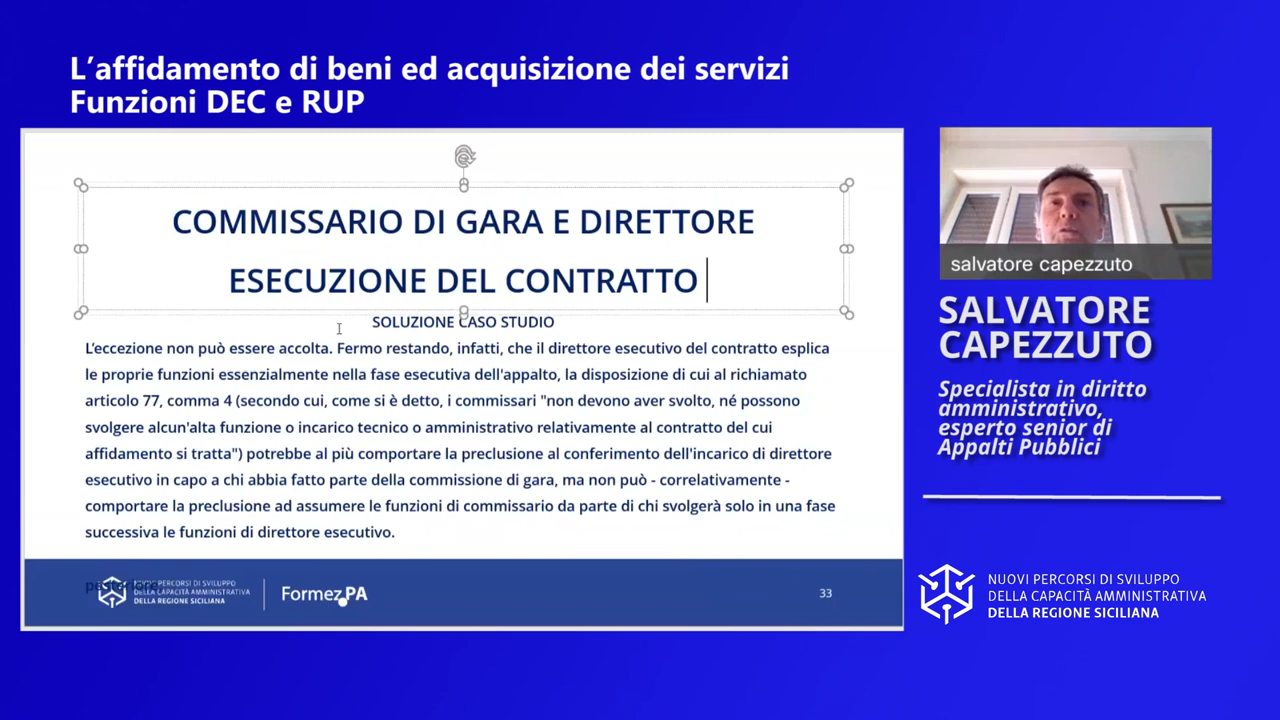 L'affidamento di beni ed acquisizione dei servizi
Funzioni DEC e RUP
COMMISSARIO DI GARA E DIRETTORE
ESECUZIONE DEL CONTRATTO
SOLUZIONE CASO STUDIO
L'eccezione non può essere accolta. Fermo restando, infatti, che il direttore esecutivo del contratto esplica
le proprie funzioni essenzialmente nella fase esecutiva dell'appalto, la disposizione di cui al richiamato
articolo 77, comma 4 (secondo cui, come si è detto, i commissari "non devono aver svolto, né possono
svolgere alcun'alta funzione o incarico tecnico o amministrativo relativamente al contratto del cui
affidamento si tratta") potrebbe al più comportare la preclusione al conferimento dell'incarico di direttore
esecutivo in capo a chi abbia fatto parte della commissione di gara, ma non può - correlativamente -
comportare la preclusione ad assumere le funzioni di commissario da parte di chi svolgerà solo in una fase
successiva le funzioni di direttore esecutivo.
NUOVI PERCORSI DI SVILUPPO
DELLA CAPACITÀ AMMINISTRATIVA
DELLA REGIONE SICILIANA
FormezPA
33
salvatore capezzuto
SALVATORE
CAPEZZUTO
Specialista in diritto
amministrativo,
esperto senior di
Appalti Pubblici
NUOVI PERCORSI DI SVILUPPO
DELLA CAPACITÀ AMMINISTRATIVA
DELLA REGIONE SICILIANA